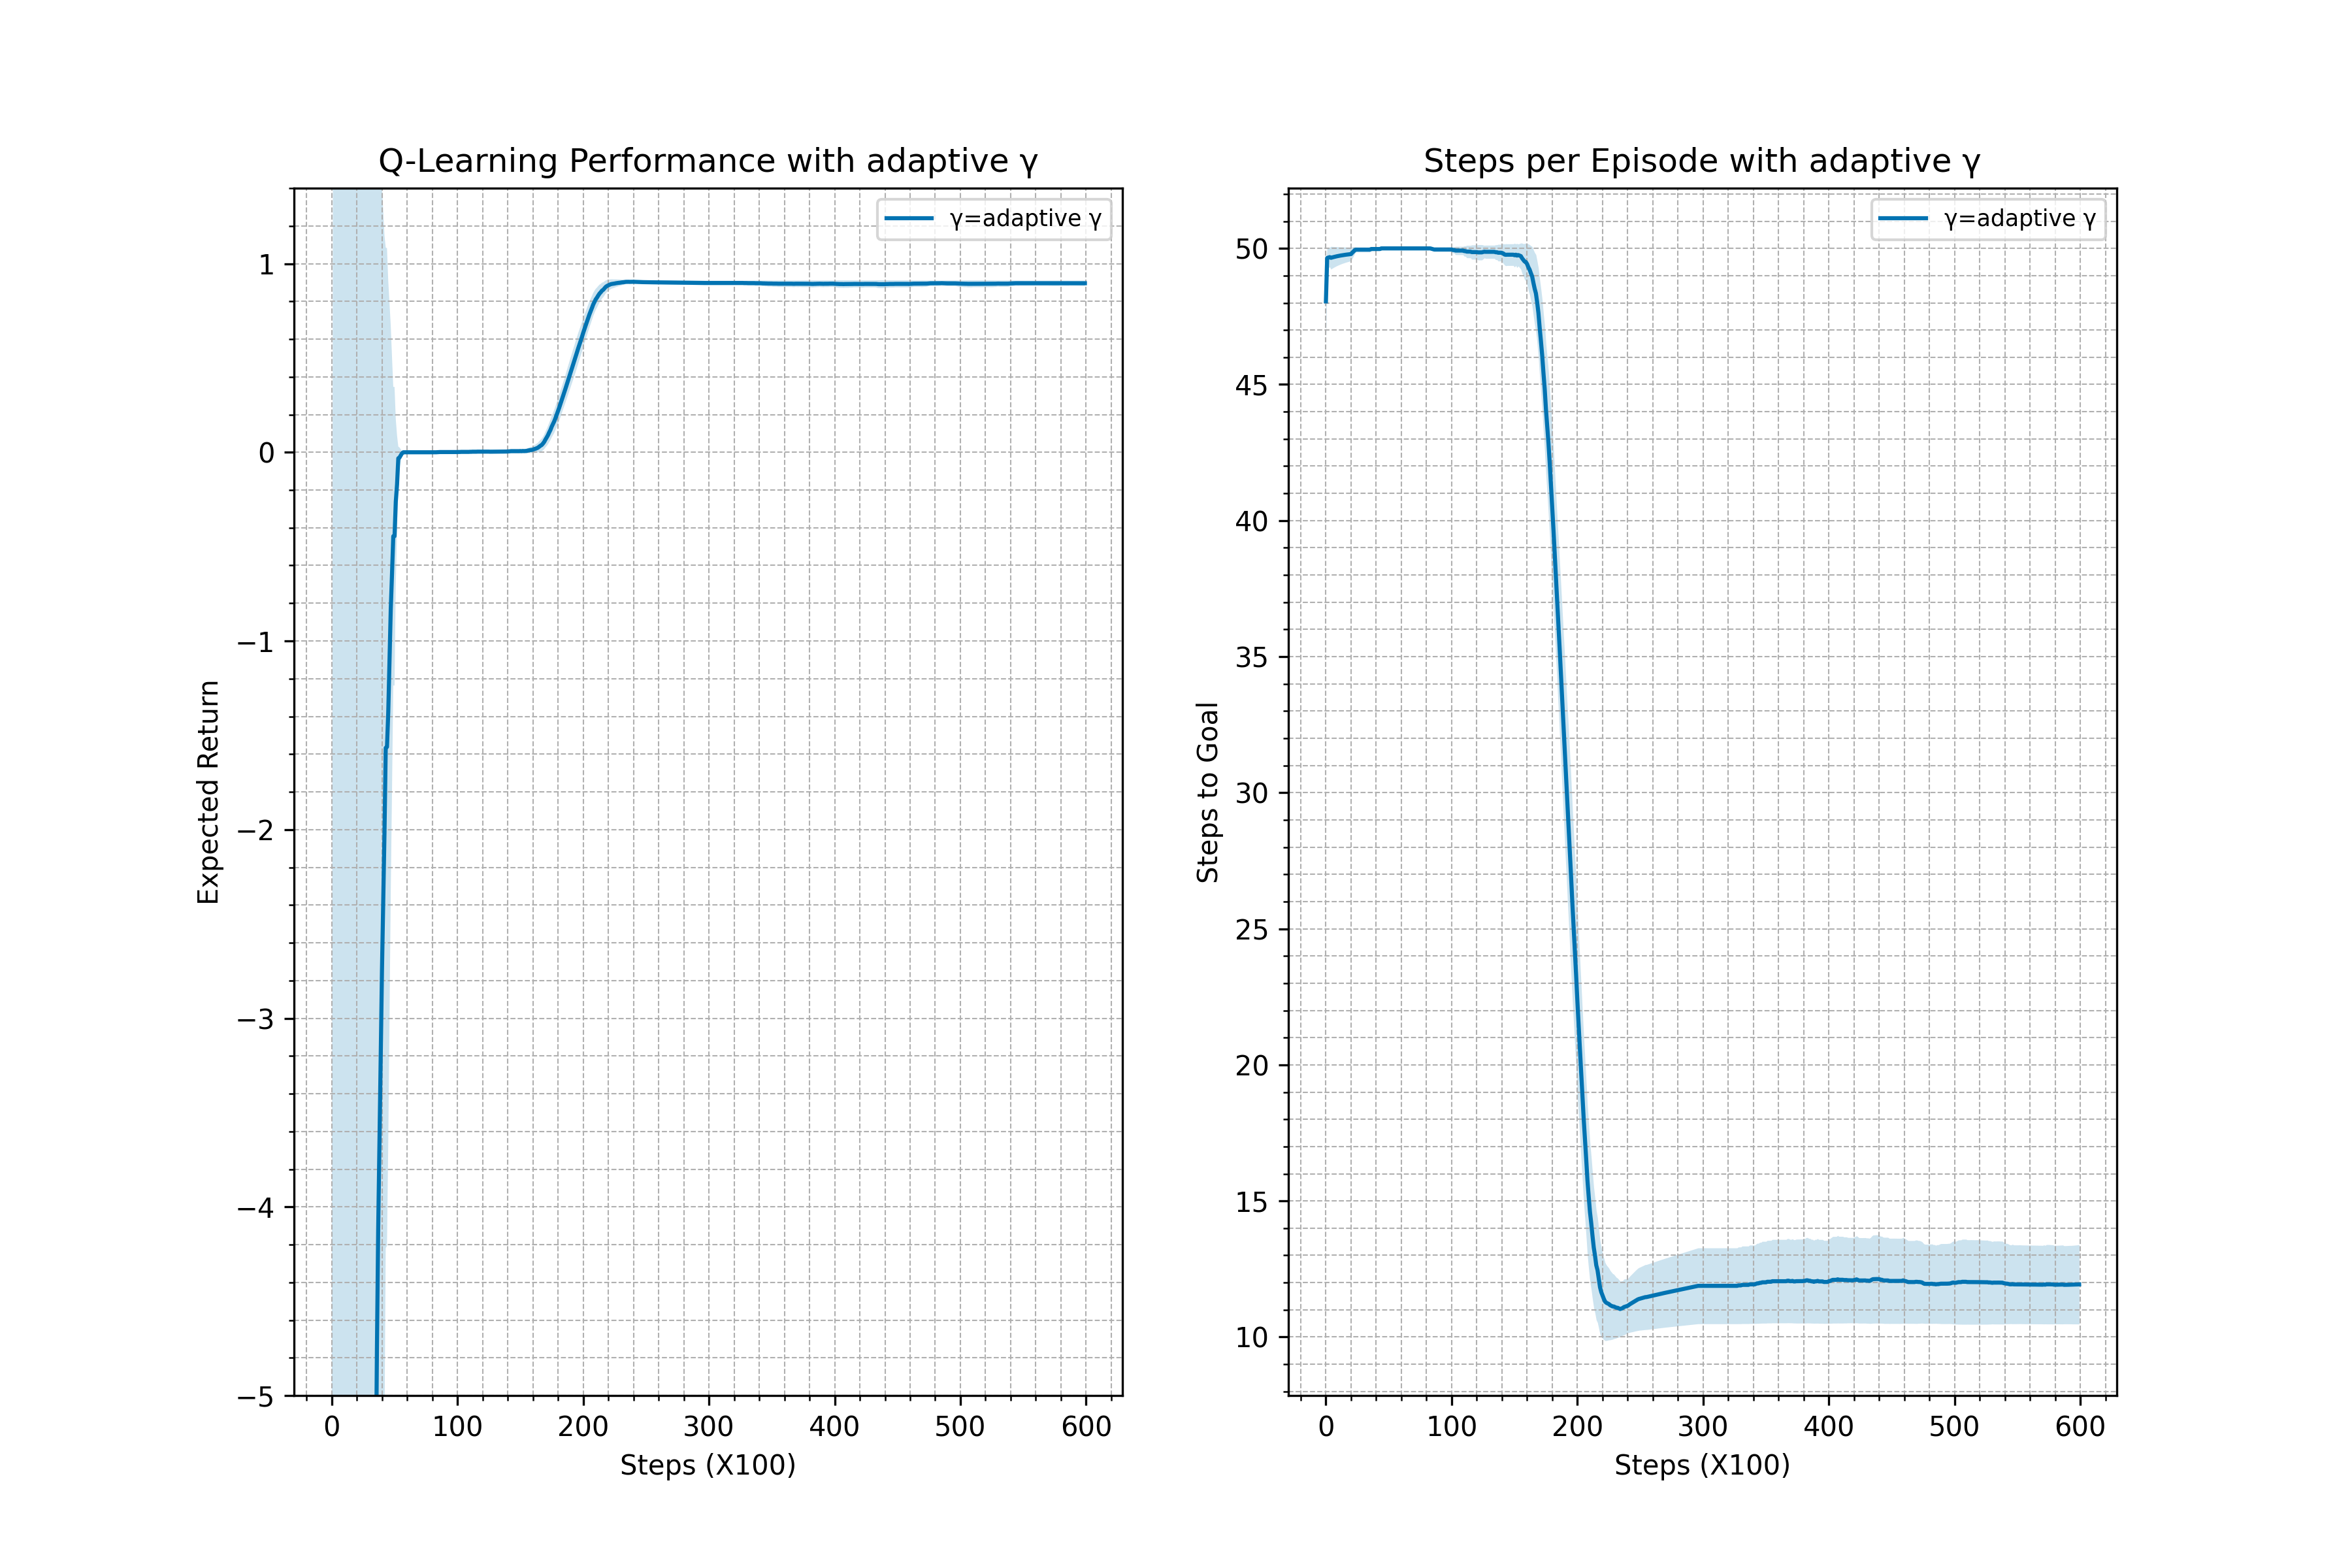 Q-Learning Performance with adaptive γ
γ=adaptive γ
Expected Return
1
0
−1
−2
−3
−4
−5
0 100 200 300 400 500 600
Steps (X100)
Steps per Episode with adaptive γ
γ=adaptive γ
Steps to Goal
50
45
40
35
30
25
20
15
10
0 100 200 300 400 500 600
Steps (X100)